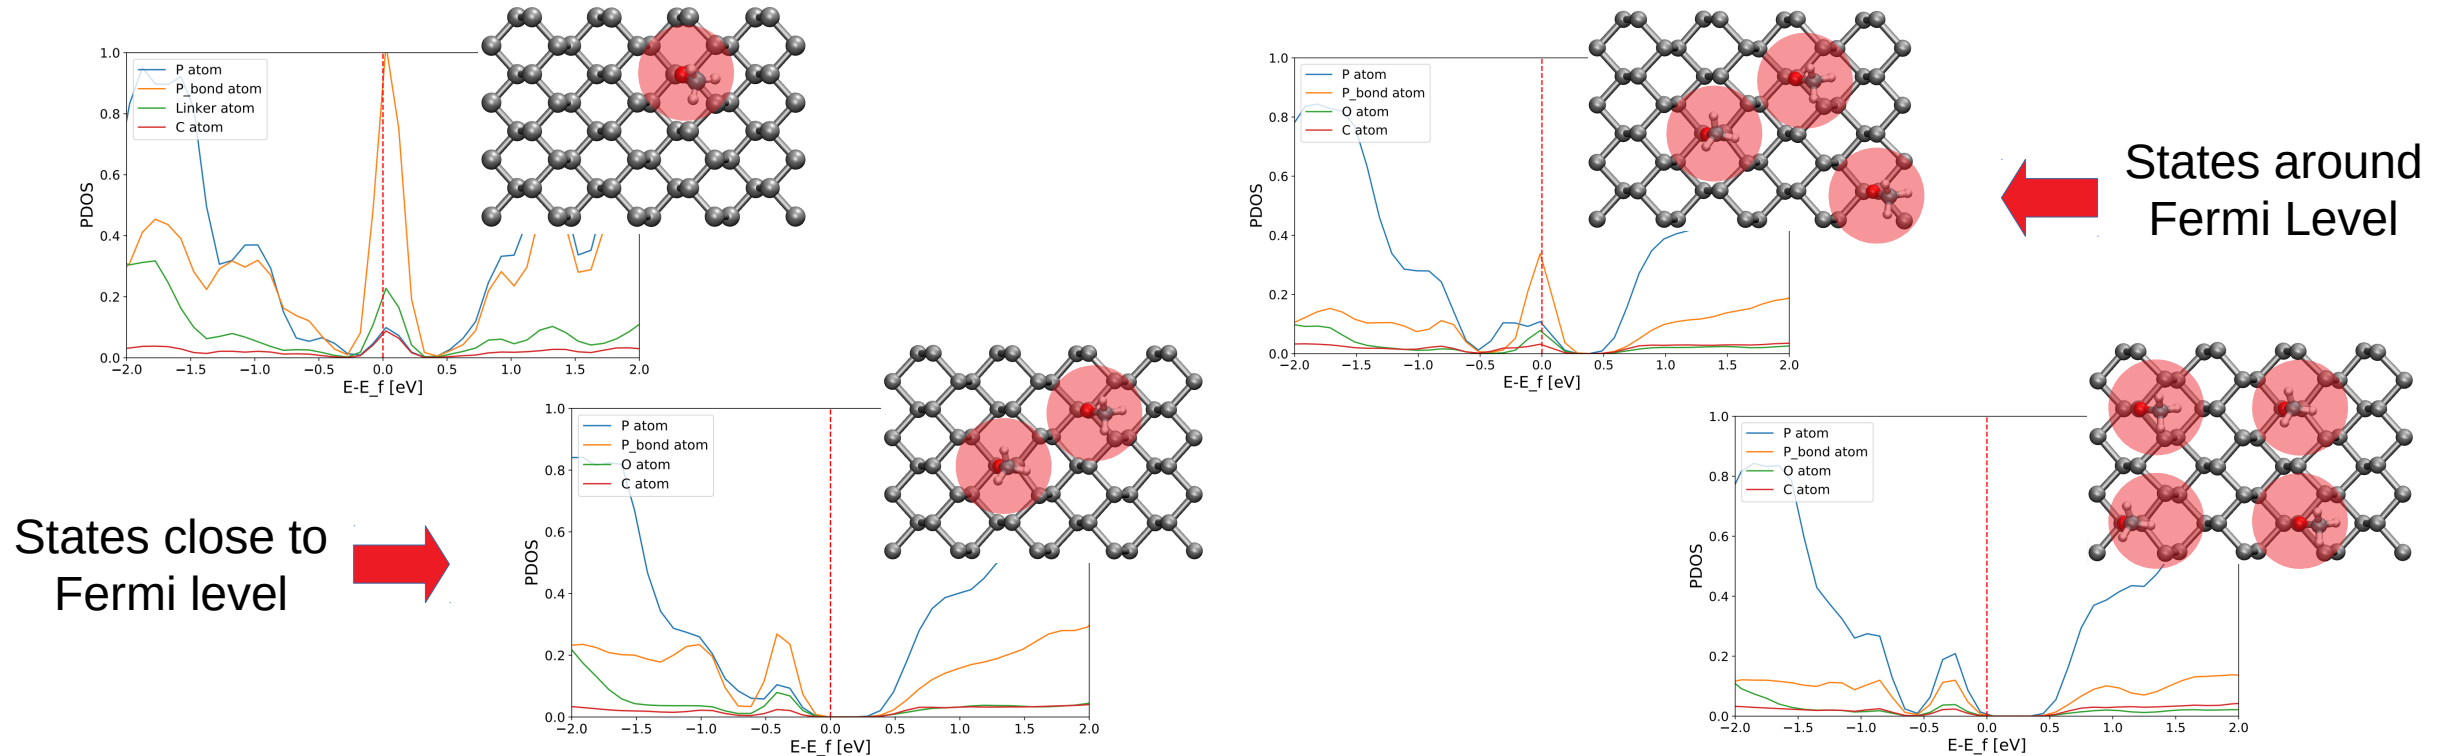 1.0
0.8
0.6
0.4
0.2
0.0
PDOS
P atom
P_bond atom
Linker atom
C atom
−2.0 −1.5 −1.0 −0.5 0.0 0.5 1.0 1.5 2.0
E-E_f [eV]
1.0
0.8
0.6
0.4
0.2
0.0
PDOS
P atom
P_bond atom
O atom
C atom
−2.0 −1.5 −1.0 −0.5 0.0 0.5 1.0 1.5 2.0
E-E_f [eV]
States around
Fermi Level
States close to
Fermi level
1.0
0.8
0.6
0.4
0.2
0.0
PDOS
P atom
P_bond atom
O atom
C atom
−2.0 −1.5 −1.0 −0.5 0.0 0.5 1.0 1.5 2.0
E-E_f [eV]
1.0
0.8
0.6
0.4
0.2
0.0
PDOS
P atom
P_bond atom
O atom
C atom
−2.0 −1.5 −1.0 −0.5 0.0 0.5 1.0 1.5 2.0
E-E_f [eV]